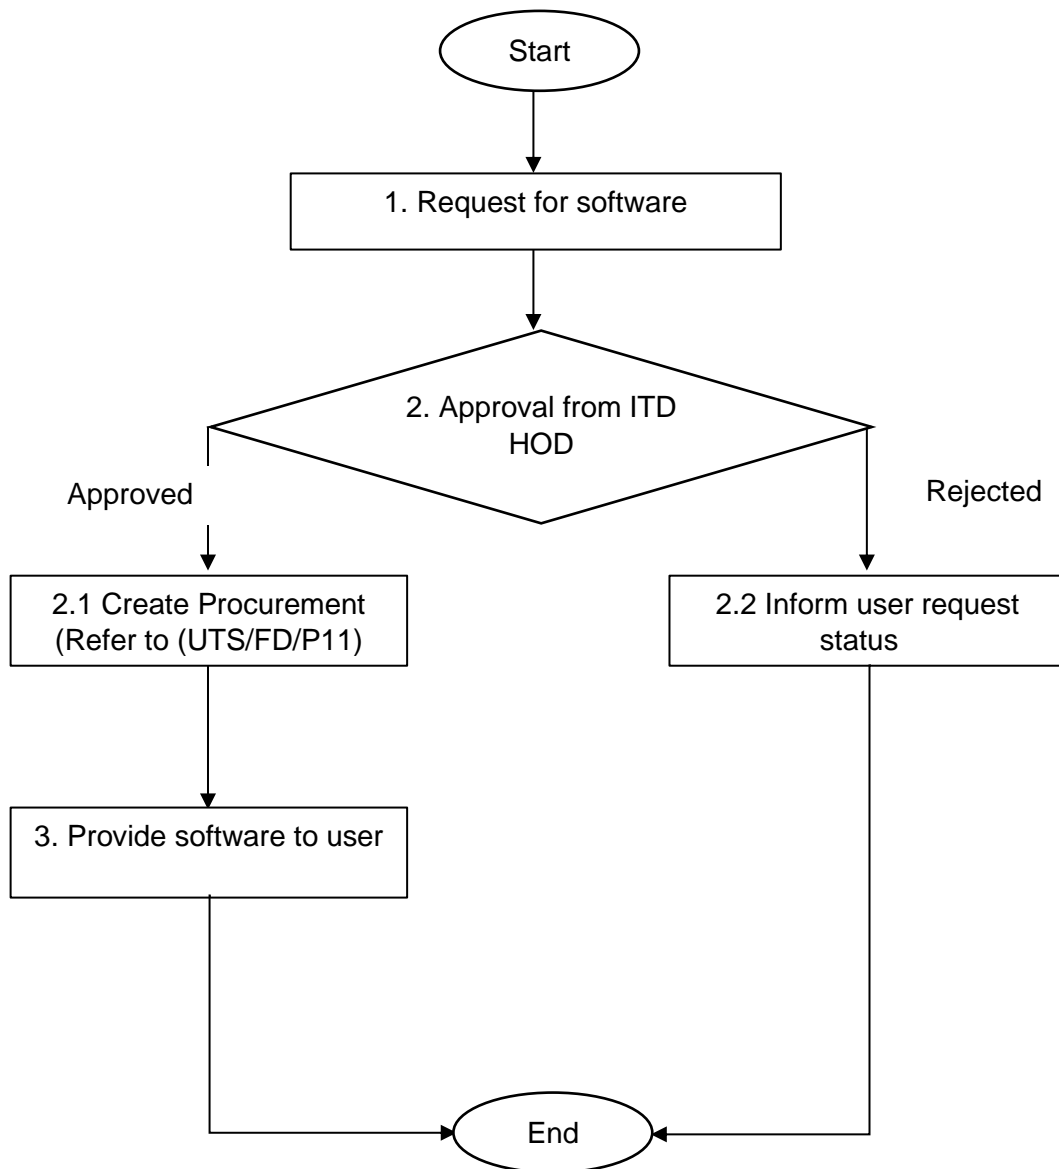 Start
1. Request for software
2. Approval from ITD
HOD
Approved
Rejected
2.1 Create Procurement
(Refer to (UTS/FD/P11)
2.2 Inform user request
status
3. Provide software to user
End